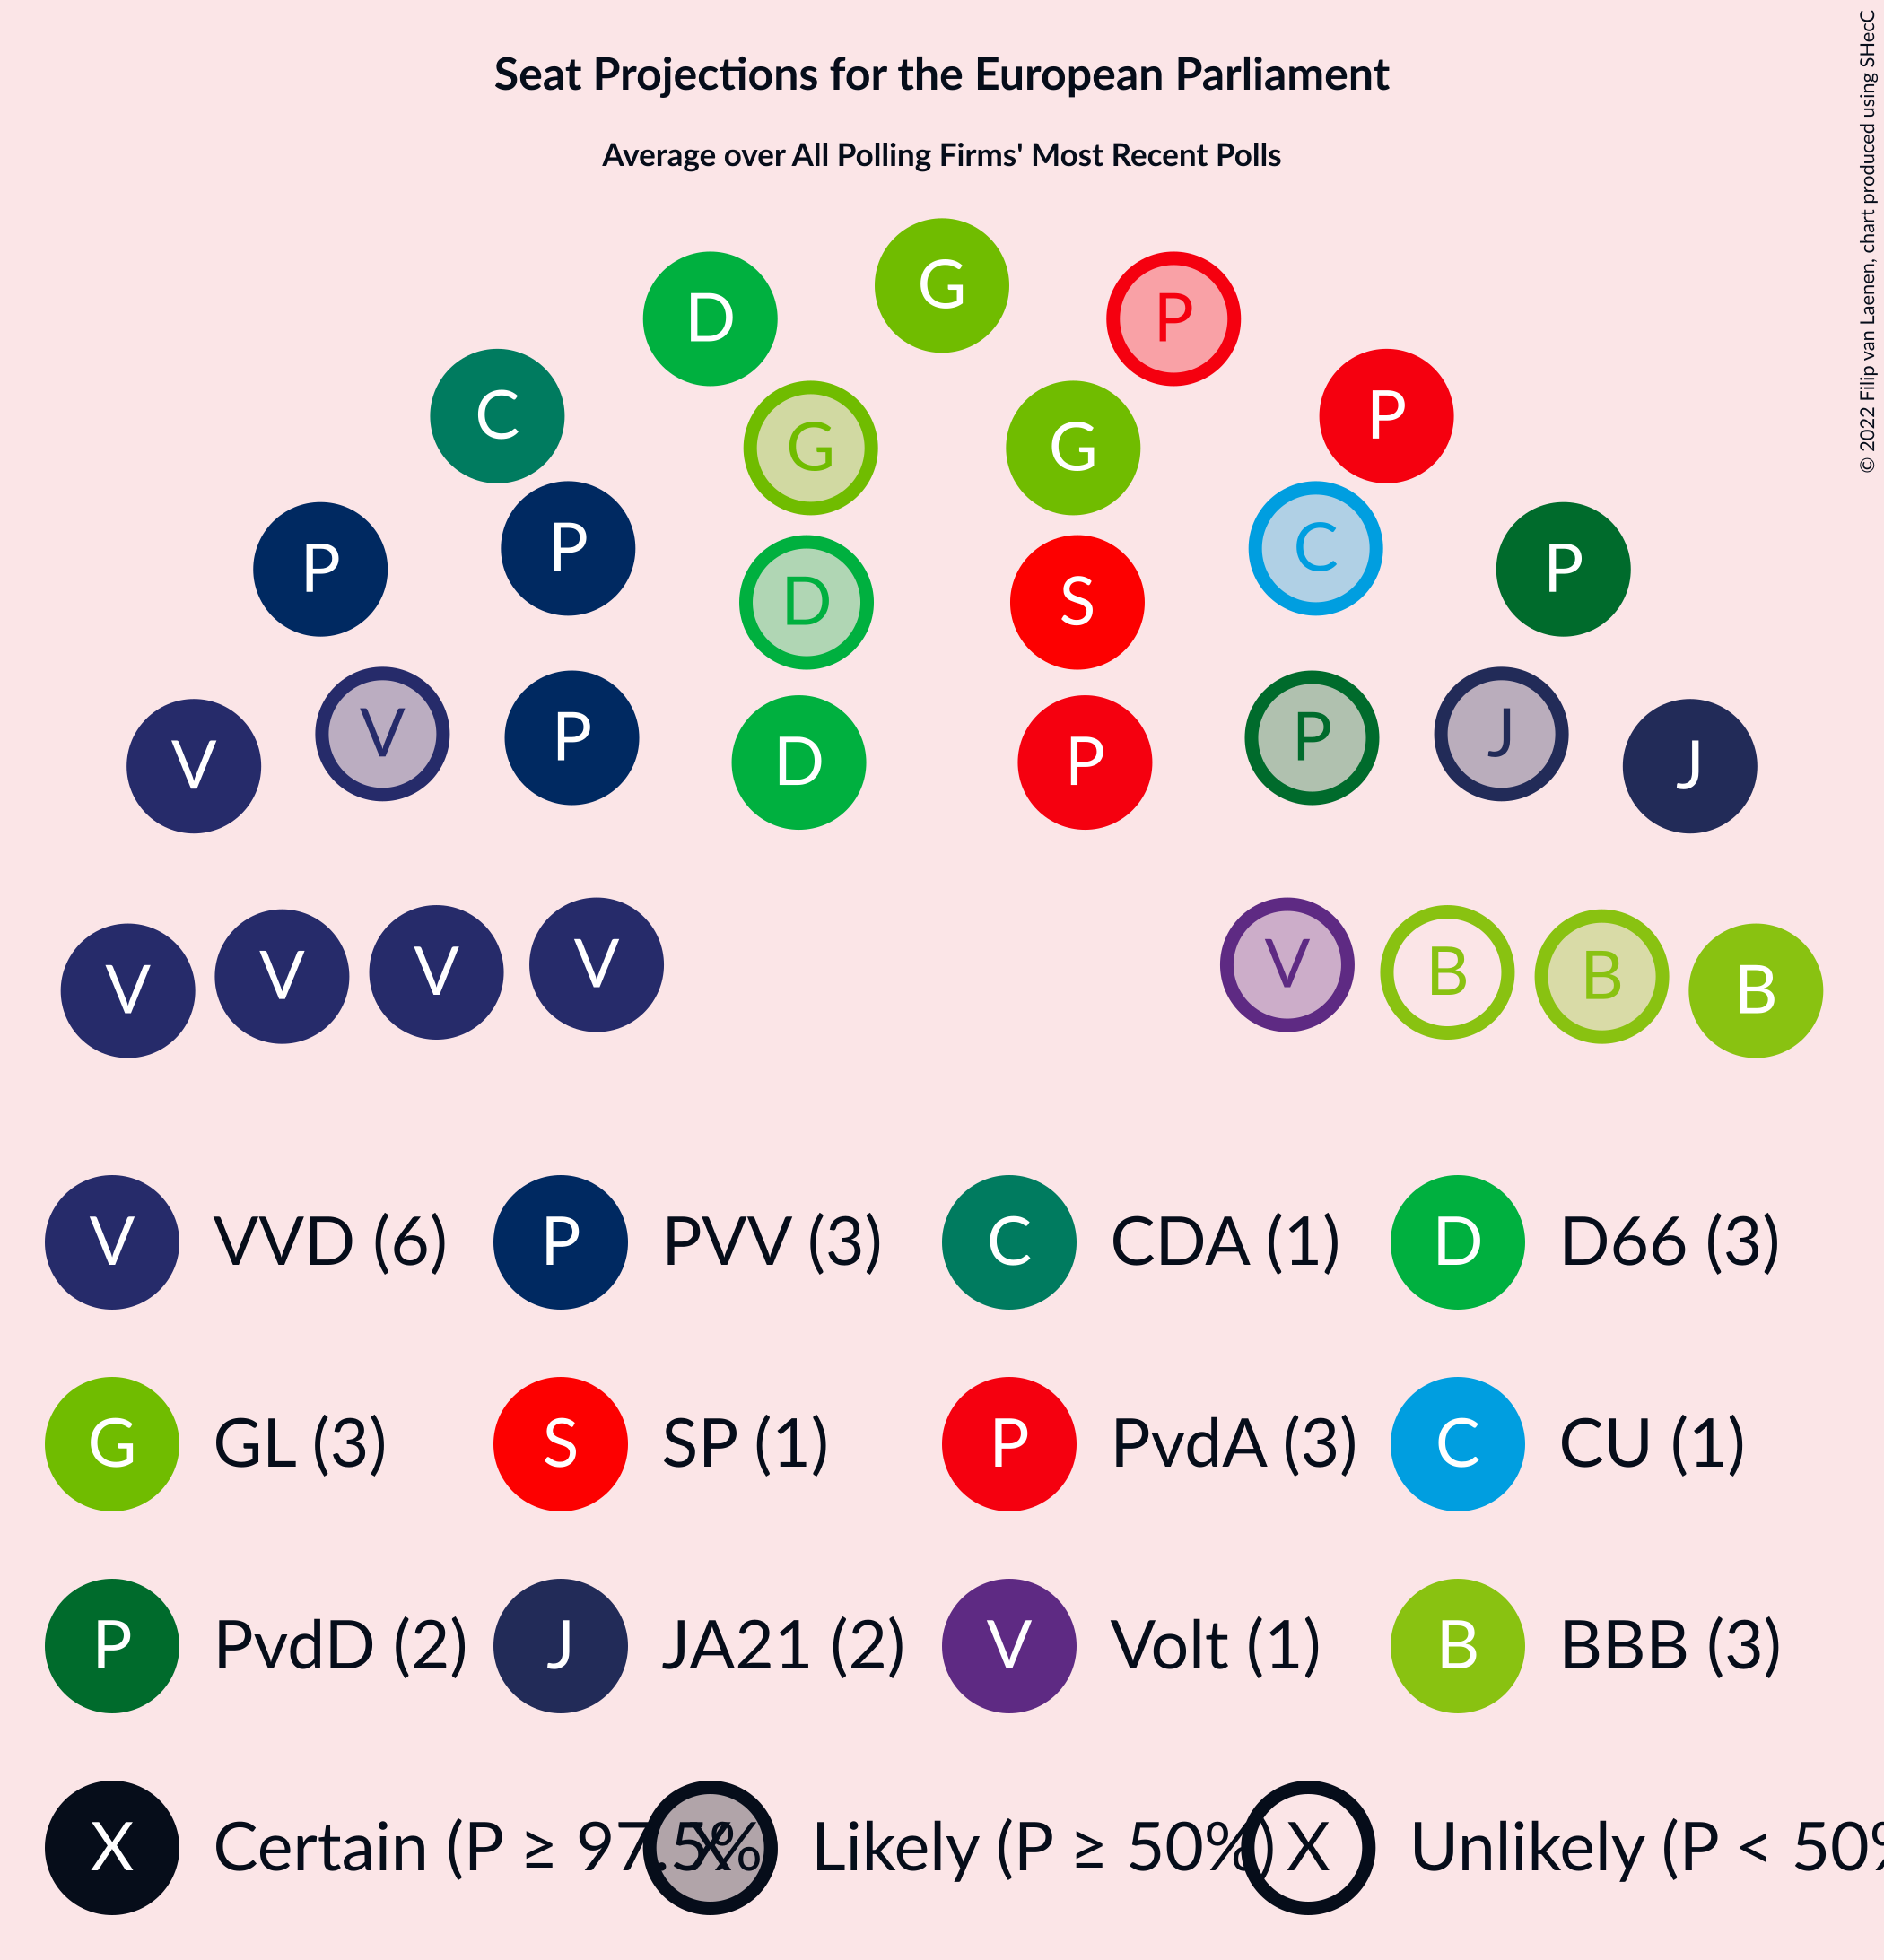 Seat Projections for the European Parliament
Average over All Polling Firms' Most Recent Polls
© 2022 Filip van Laenen, chart produced using SHecC
G
D P
C P
G G
P P C P
D S
V V P P J J
D P
V V V V V B B B
V VVD (6) P PVV (3) C CDA (1) D D66 (3)
G GL (3) S SP (1) P PvdA (3) C CU (1)
P PvdD (2) J JA21 (2) V Volt (1) B BBB (3)
X Certain (P ≥ 97.5% X Likely (P ≥ 50%) X Unlikely (P < 50%